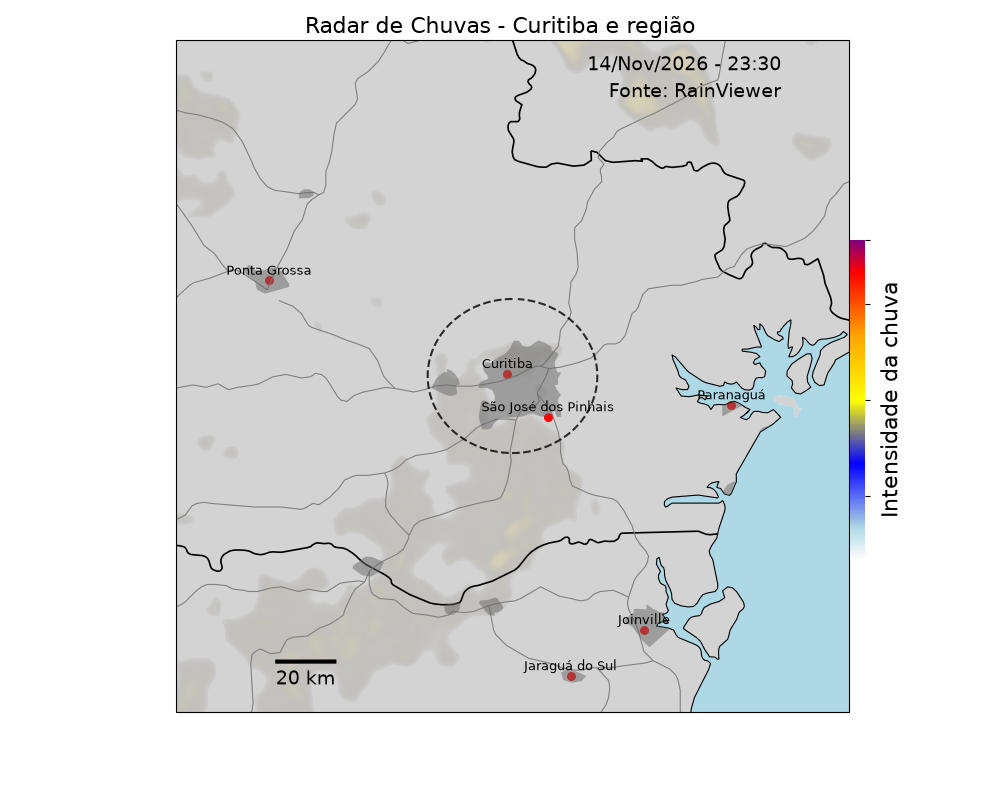 Radar de Chuvas - Curitiba e região
14/Nov/2026 - 23:30
Fonte: RainViewer
Ponta Grossa
Curitiba
São José dos Pinhais
Paranaguá
Intensidade da chuva
Joinville
Jaraguá do Sul
20 km